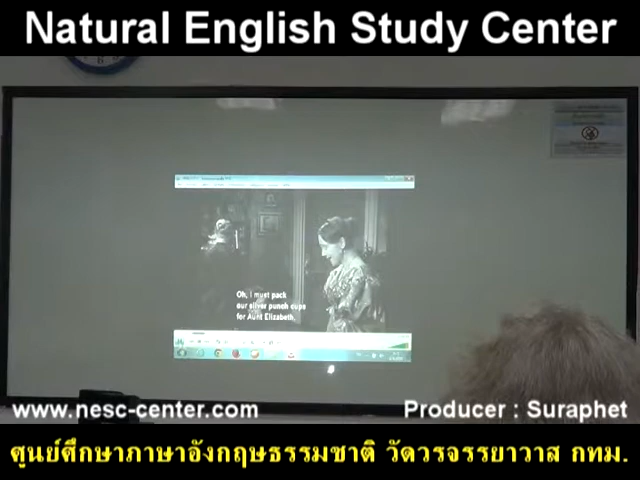 Natural English Study Center
Oh, I must pack
our silver punch cups
for Aunt Elizabeth.
www.nesc-center.com
Producer : Suraphet
ศูนย์ศึกษาภาษาอังกฤษธรรมชาติ วัดวรจรรยาวาส กทม.